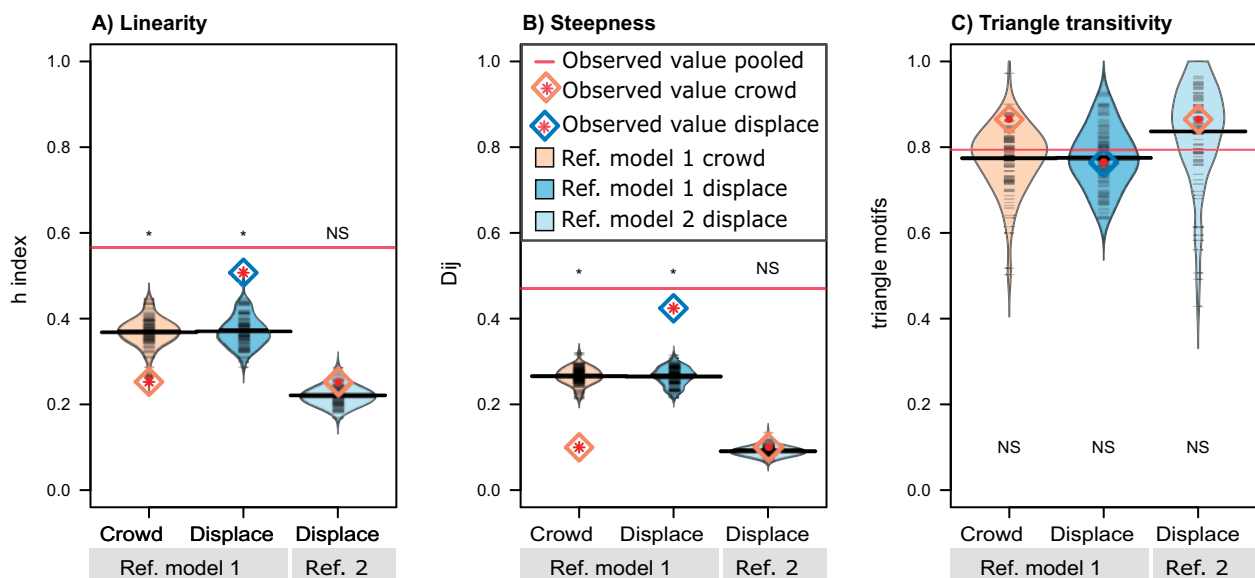 A) Linearity
h index
1.0
0.8
0.6
0.4
0.2
0.0
* * NS
Crowd Displace Displace
Ref. model 1 Ref. 2
B) Steepness
Dij
1.0
0.8
0.6
0.4
0.2
0.0
Observed value pooled
Observed value crowd
Observed value displace
Ref. model 1 crowd
Ref. model 1 displace
Ref. model 2 displace
* * NS
Crowd Displace Displace
Ref. model 1 Ref. 2
C) Triangle transitivity
triangle motifs
1.0
0.8
0.6
0.4
0.2
0.0
NS NS NS
Crowd Displace Displace
Ref. model 1 Ref. 2